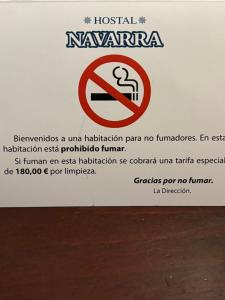 HOSTAL
NAVARRA
Bienvenidos a una habitación para no fumadores. En esta
habitación está prohibido fumar.
Si fuman en esta habitación se cobrará una tarifa especial
de 180,00 € por limpieza.
Gracias por no fumar.
La Dirección.